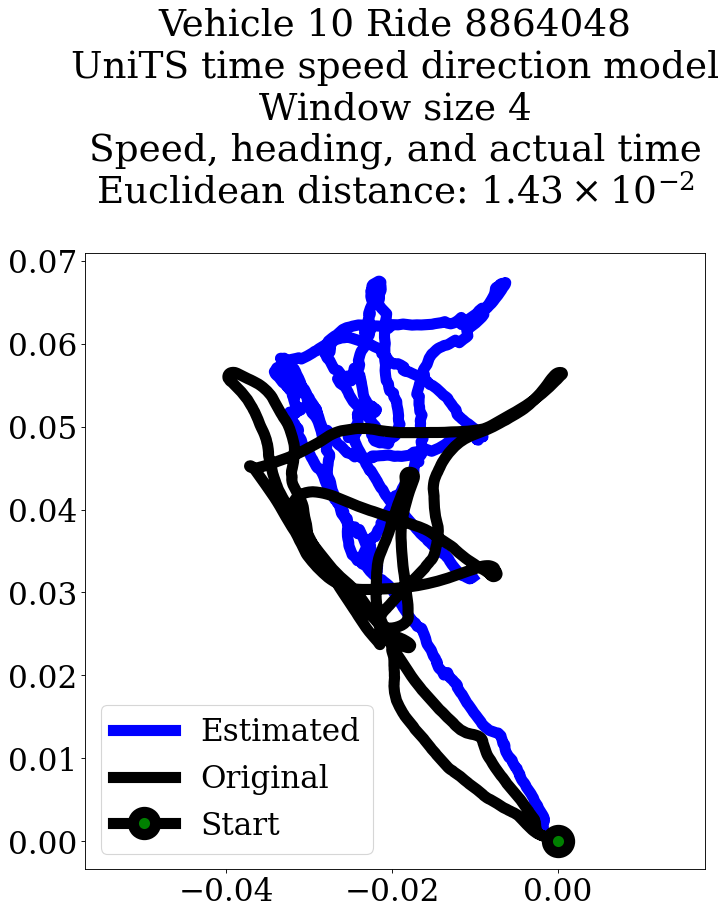 Vehicle 10 Ride 8864048
UniTS time speed direction model
Window size 4
Speed, heading, and actual time
Euclidean distance: 1.43 × 10⁻²
0.07
0.06
0.05
0.04
0.03
0.02
0.01
0.00
Estimated
Original
Start
−0.04
−0.02
0.00